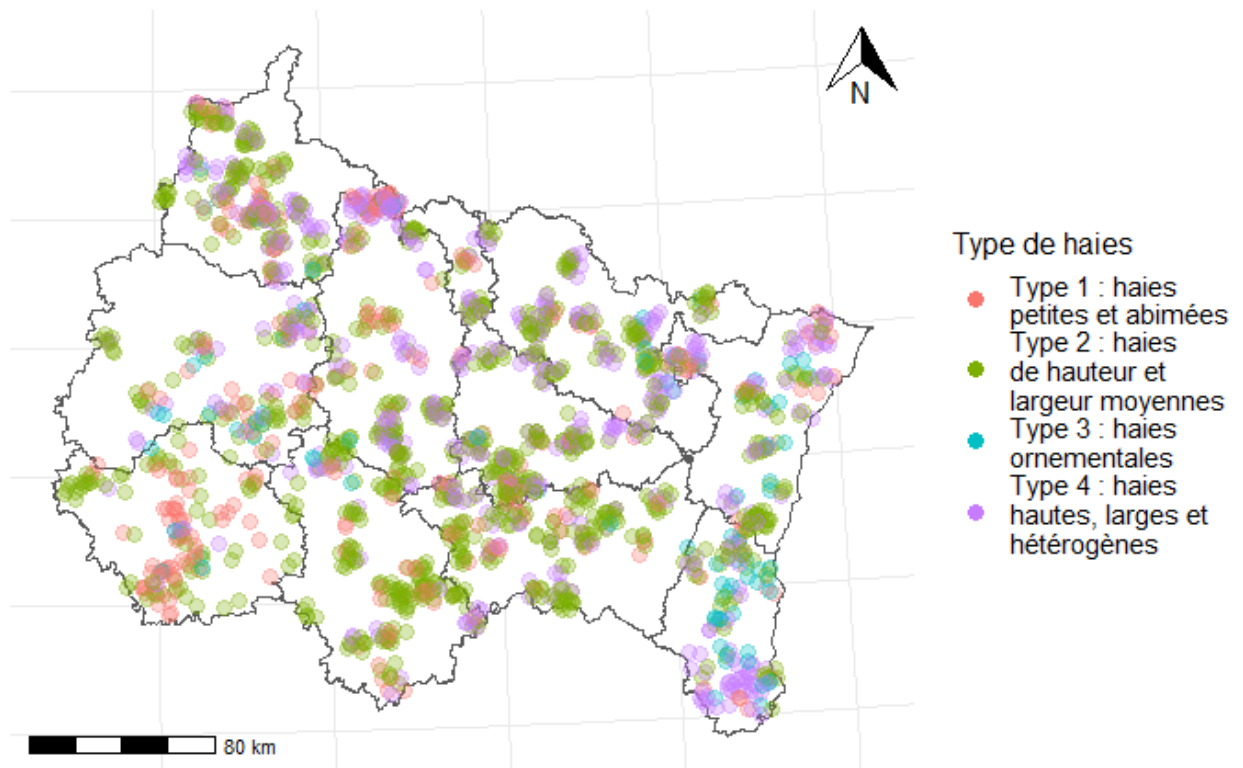 N
Type de haies
Type 1 : haies
petites et abimées
Type 2 : haies
de hauteur et
largeur moyennes
Type 3 : haies
ornementales
Type 4 : haies
hautes, larges et
hétérogènes
80 km